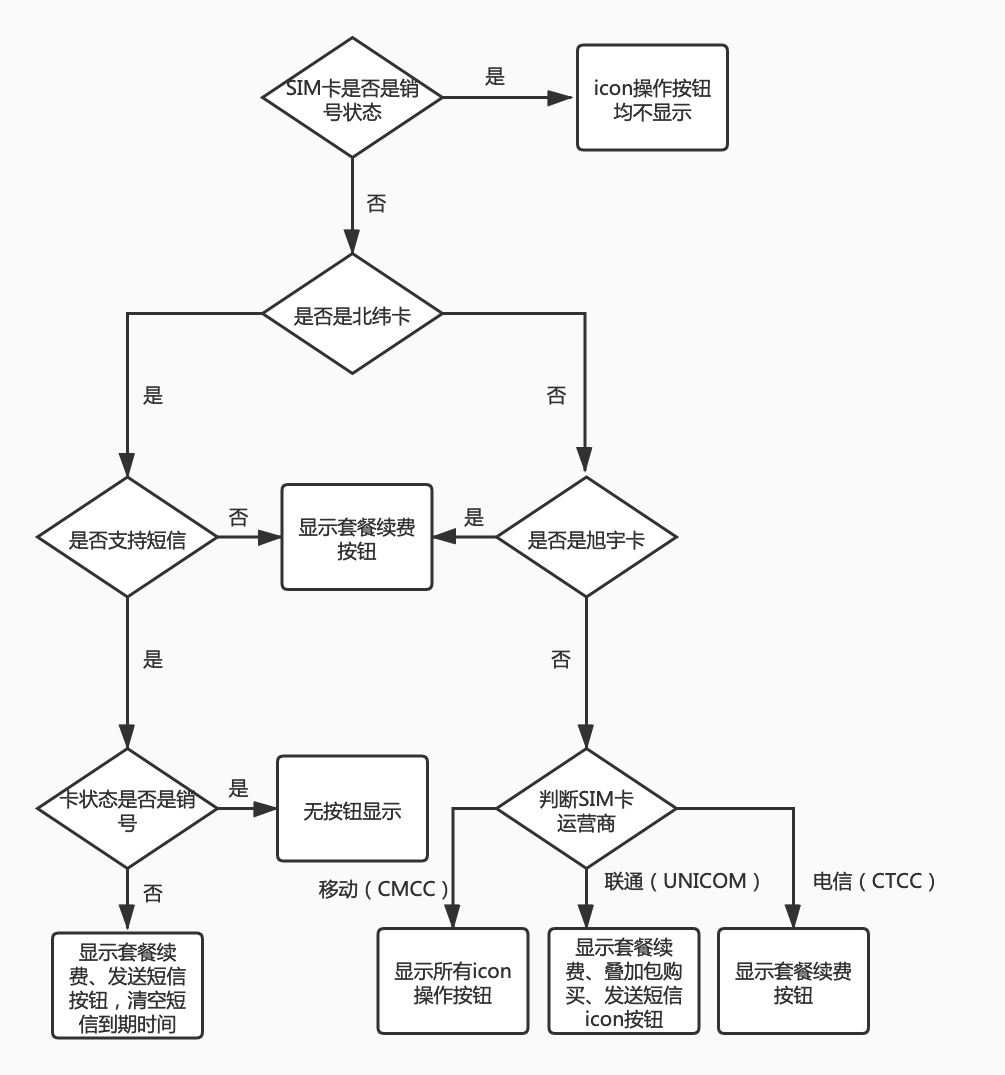 SIM卡是否是销
号状态
是
icon操作按钮
均不显示
否
是否是北纬卡
是
否
是否支持短信
否
显示套餐续费
按钮
是
是否是旭宇卡
是
否
卡状态是否是销
号
是
无按钮显示
判断SIM卡
运营商
否
移动（CMCC）
联通（UNICOM）
电信（CTCC）
显示套餐续
费、发送短信
按钮，清空短
信到期时间
显示所有icon
操作按钮
显示套餐续
费、叠加包购
买、发送短信
icon按钮
显示套餐续费
按钮